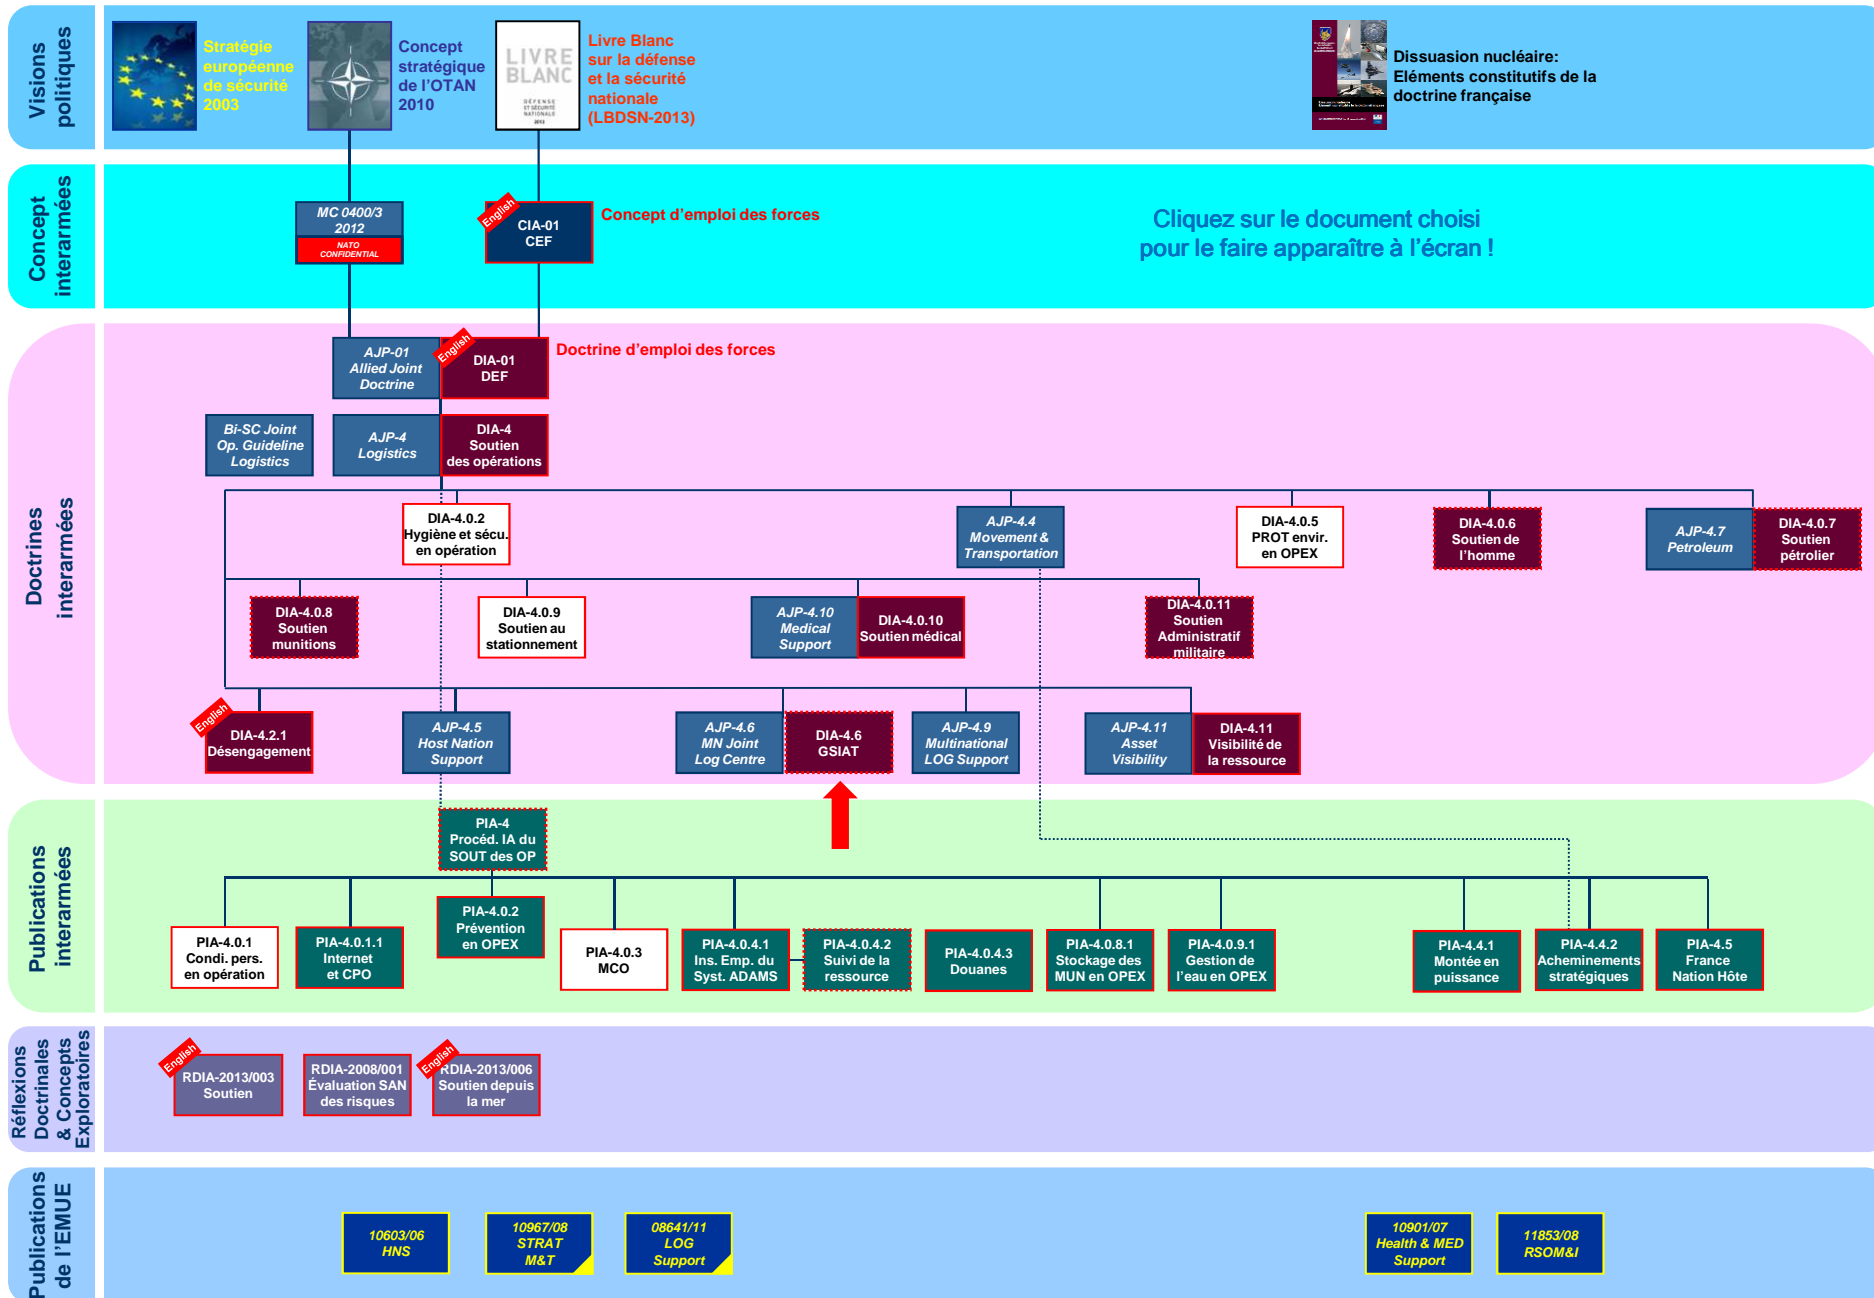 Visions
politiques
Stratégie
européenne
de sécurité
2003
Concept
stratégique
de l'OTAN
2010
LIVRE
BLANC
DÉFENSE
ET SÉCURITÉ
NATIONALE
2013
Livre Blanc
sur la défense
et la sécurité
nationale
(LBDSN-2013)
Dissuasion nucléaire:
Eléments constitutifs de la
doctrine française
Concept
interarmées
MC 0400/3
2012
NATO
CONFIDENTIAL
English
CIA-01
CEF
Concept d'emploi des forces
Cliquez sur le document choisi
pour le faire apparaître à l'écran !
Doctrines
interarmées
AJP-01
Allied Joint
Doctrine
English
DIA-01
DEF
Doctrine d'emploi des forces
Bi-SC Joint
Op. Guideline
Logistics
AJP-4
Logistics
DIA-4
Soutien
des opérations
DIA-4.0.2
Hygiène et sécu.
en opération
AJP-4.4
Movement &
Transportation
DIA-4.0.5
PROT envir.
en OPEX
DIA-4.0.6
Soutien de
l'homme
AJP-4.7
Petroleum
DIA-4.0.7
Soutien
pétrolier
DIA-4.0.8
Soutien
munitions
DIA-4.0.9
Soutien au
stationnement
AJP-4.10
Medical
Support
DIA-4.0.10
Soutien médical
DIA-4.0.11
Soutien
Administratif
militaire
English
DIA-4.2.1
Désengagement
AJP-4.5
Host Nation
Support
AJP-4.6
MN Joint
Log Centre
DIA-4.6
GSIAT
AJP-4.9
Multinational
LOG Support
AJP-4.11
Asset
Visibility
DIA-4.11
Visibilité de
la ressource
Publications
interarmées
PIA-4
Procéd. IA du
SOUT des OP
PIA-4.0.1
Condi. pers.
en opération
PIA-4.0.1.1
Internet
et CPO
PIA-4.0.2
Prévention
en OPEX
PIA-4.0.3
MCO
PIA-4.0.4.1
Ins. Emp. du
Syst. ADAMS
PIA-4.0.4.2
Suivi de la
ressource
PIA-4.0.4.3
Douanes
PIA-4.0.8.1
Stockage des
MUN en OPEX
PIA-4.0.9.1
Gestion de
l'eau en OPEX
PIA-4.4.1
Montée en
puissance
PIA-4.4.2
Acheminements
stratégiques
PIA-4.5
France
Nation Hôte
Réflexions
Doctrinales
& Concepts
Exploratoires
English
RDIA-2013/003
Soutien
RDIA-2008/001
Évaluation SAN
des risques
English
RDIA-2013/006
Soutien depuis
la mer
Publications
de l'EMUE
10603/06
HNS
10967/08
STRAT
M&T
08641/11
LOG
Support
10901/07
Health & MED
Support
11853/08
RSOM&I